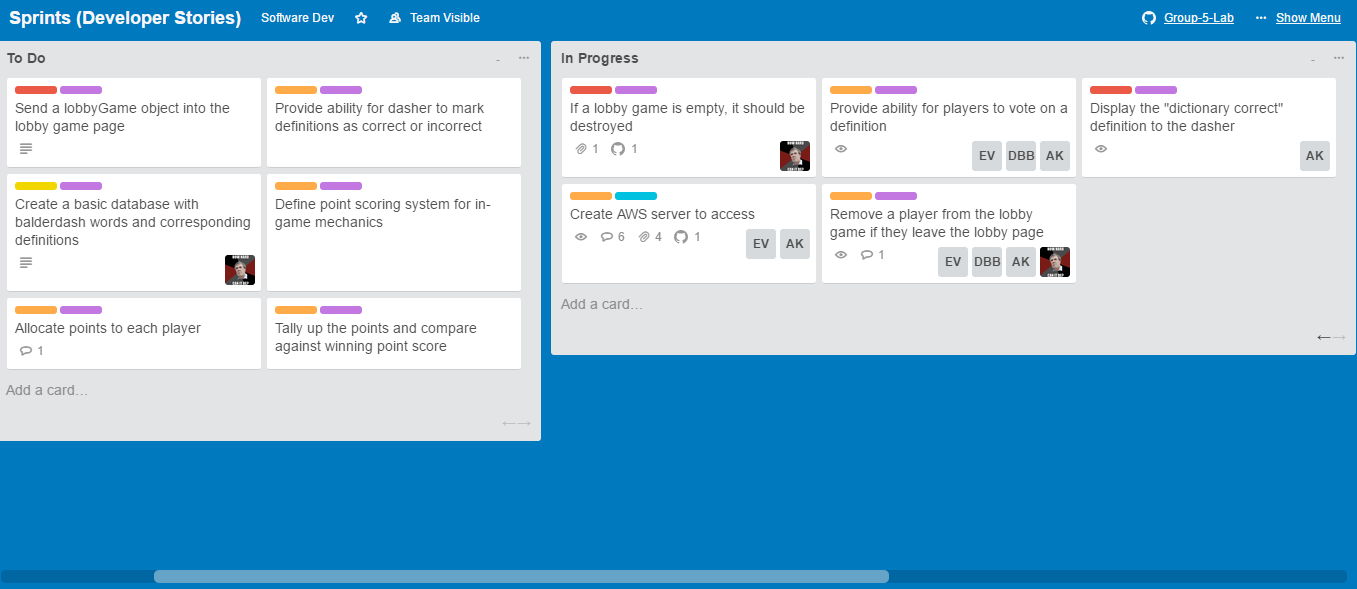 Sprints (Developer Stories) Software Dev Team Visible Group-5-Lab ··· Show Menu
To Do - ···
Send a lobbyGame object into the
lobby game page
Provide ability for dasher to mark
definitions as correct or incorrect
Create a basic database with
balderdash words and corresponding
definitions
Define point scoring system for in-
game mechanics
Allocate points to each player
1
Tally up the points and compare
against winning point score
Add a card…
←→
In Progress - ···
If a lobby game is empty, it should be
destroyed
1 1
Provide ability for players to vote on a
definition
EV DBB AK
Display the "dictionary correct"
definition to the dasher
AK
Create AWS server to access
6 4 1 EV AK
Remove a player from the lobby
game if they leave the lobby page
1 EV DBB AK
Add a card…
←→